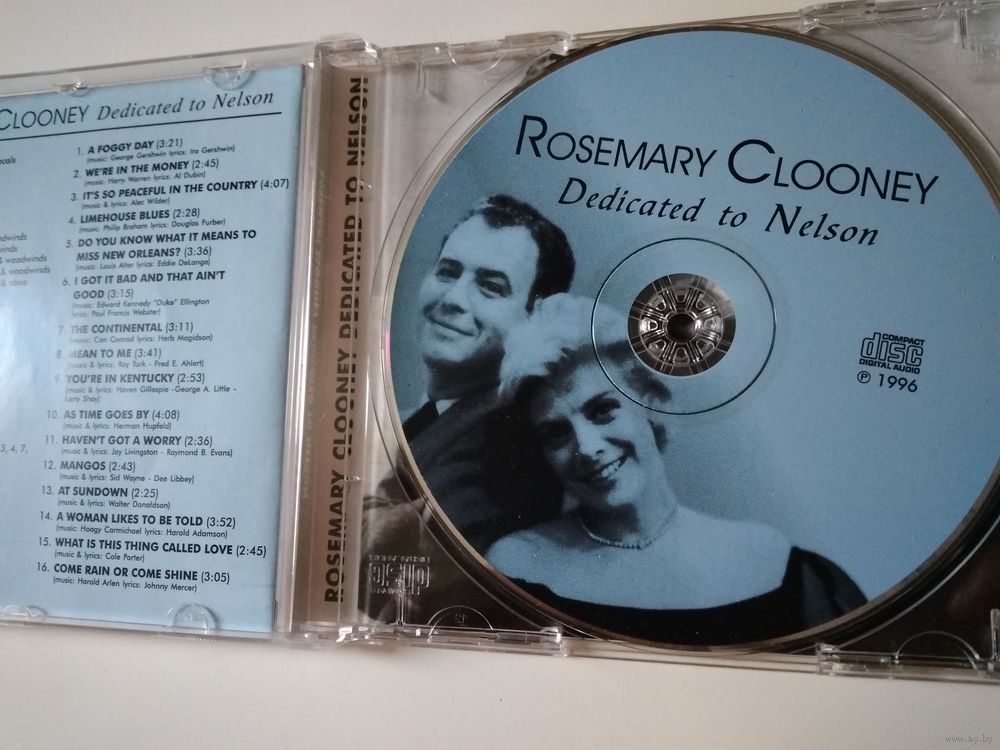 CLOONEY Dedicated to Nelson
1. A FOGGY DAY (3:21)
(music: George Gershwin lyrics: Ira Gershwin)
2. WE'RE IN THE MONEY (2:45)
(music: Harry Warren lyrics: Al Dubin)
3. IT'S SO PEACEFUL IN THE COUNTRY (4:07)
(music & lyrics: Alec Wilder)
4. LIMEHOUSE BLUES (2:28)
(music: Philip Braham lyrics: Douglas Furber)
5. DO YOU KNOW WHAT IT MEANS TO
MISS NEW ORLEANS? (3:36)
(music: Louis Alter lyrics: Eddie DeLange)
6. I GOT IT BAD AND THAT AIN'T
GOOD (3:15)
(music: Edward Kennedy "Duke" Ellington
lyrics: Paul Francis Webster)
7. THE CONTINENTAL (3:11)
(music: Con Conrad lyrics: Herb Magidson)
8. MEAN TO ME (3:41)
(music & lyrics: Roy Turk - Fred E. Ahlert)
9. YOU'RE IN KENTUCKY (2:53)
(music & lyrics: Haven Gillespie -George A. Little -
Larry Shay)
10. AS TIME GOES BY (4:08)
(music & lyrics: Herman Hupfeld)
11. HAVEN'T GOT A WORRY (2:36)
(music & lyrics: Jay Livingston - Raymond B. Evans)
12. MANGOS (2:43)
(music & lyrics: Sid Wayne - Dee Libbey)
13. AT SUNDOWN (2:25)
(music & lyrics: Walter Donaldson)
14. A WOMAN LIKES TO BE TOLD (3:52)
(music: Hoagy Carmichael lyrics: Harold Adamson)
15. WHAT IS THIS THING CALLED LOVE (2:45)
(music & lyrics: Cole Porter)
16. COME RAIN OR COME SHINE (3:05)
(music: Harold Arlen lyrics: Johnny Mercer)
& woodwinds
& oboe
3, 4, 7,
ROSEMARY CLOONEY DEDICATED TO NELSON
ROSEMARY CLOONEY
Dedicated to Nelson
COMPACT
disc
DIGITAL AUDIO
℗ 1996
www.ay.by